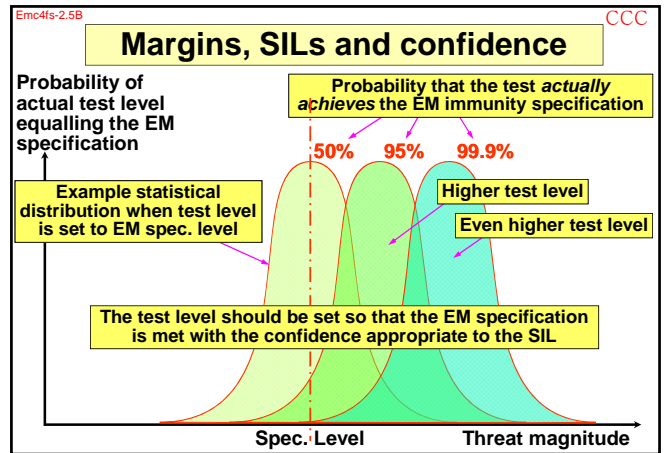 Emc4fs-2.5B
CCC
Margins, SILs and confidence
Probability of
actual test level
equalling the EM
specification
Probability that the test actually
achieves the EM immunity specification
50%
95%
99.9%
Example statistical
distribution when test level
is set to EM spec. level
Higher test level
Even higher test level
The test level should be set so that the EM specification
is met with the confidence appropriate to the SIL
Spec. Level
Threat magnitude